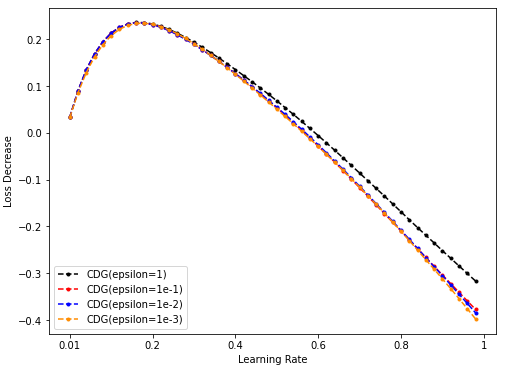 0.2
0.1
0.0
−0.1
−0.2
−0.3
−0.4
Loss Decrease
CDG(epsilon=1)
CDG(epsilon=1e-1)
CDG(epsilon=1e-2)
CDG(epsilon=1e-3)
0.01 0.2 0.4 0.6 0.8 1
Learning Rate